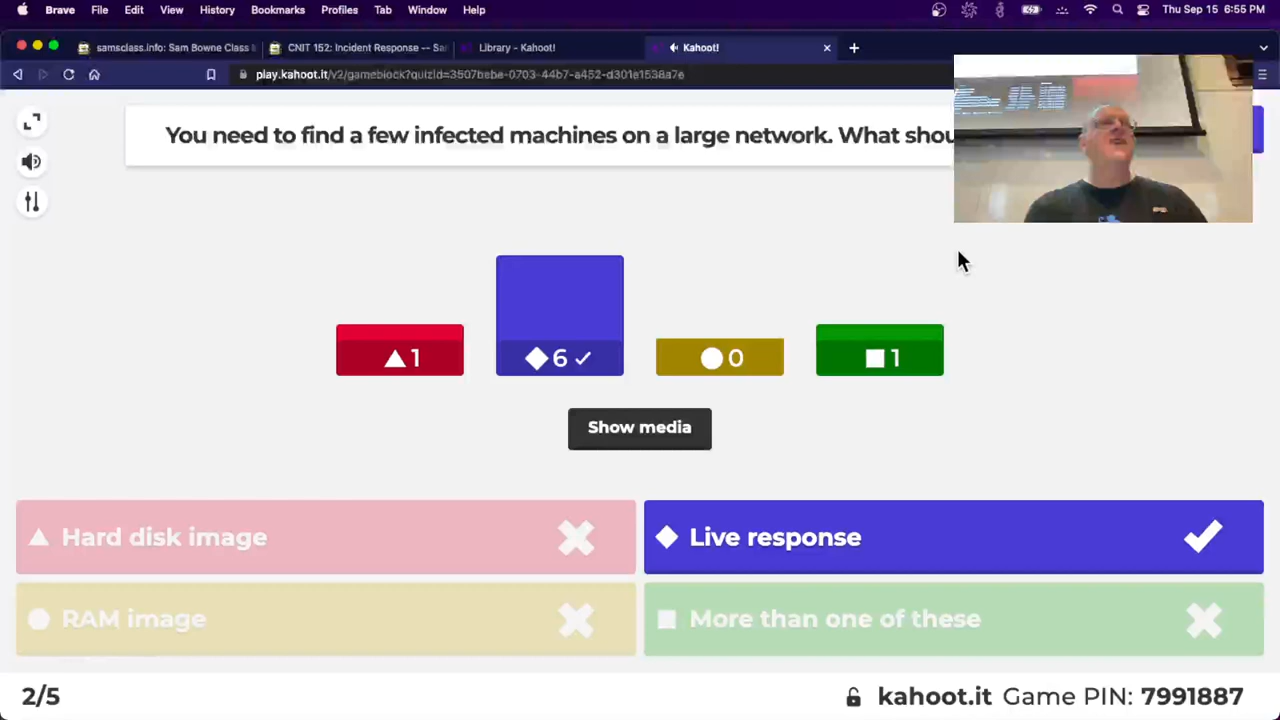 Brave File Edit View History Bookmarks Profiles Tab Window Help Thu Sep 15 6:55 PM
samsclass.info: Sam Bowne Class CNIT 152: Incident Response -- Sa Library - Kahoot! Kahoot!
play.kahoot.it/v2/gameblock?quizId=3507bebe-0703-44b7-a452-d301e1538a7e
You need to find a few infected machines on a large network. What shou
1 6 0 1
Show media
Hard disk image
Live response
RAM image
More than one of these
2/5
kahoot.it Game PIN: 7991887